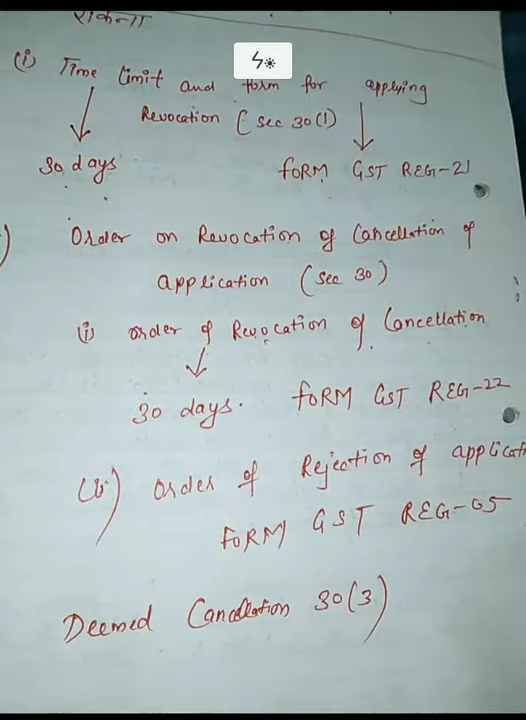 (i) Time Limit and form for applying
Revocation (Sec 30(1)
30 days FORM GST REG-21
Order on Revocation of Cancellation of
Application (Sec 30)
(i) order of Revocation of Cancellation
30 days. FORM GST REG-22
(ii) order of Rejection of applicati
FORM GST REG-05
Deemed Cancellation 30(3)